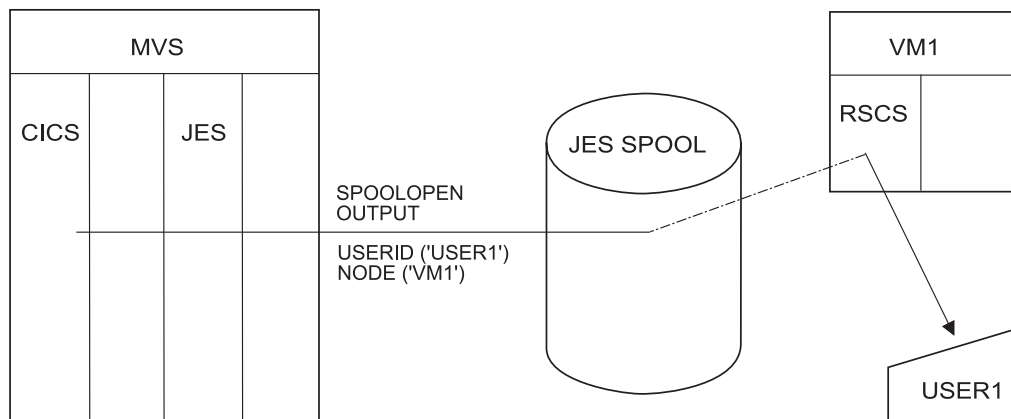 MVS
VM1
CICS
JES
JES SPOOL
RSCS
SPOOLOPEN
OUTPUT
USERID ('USER1')
NODE ('VM1')
USER1